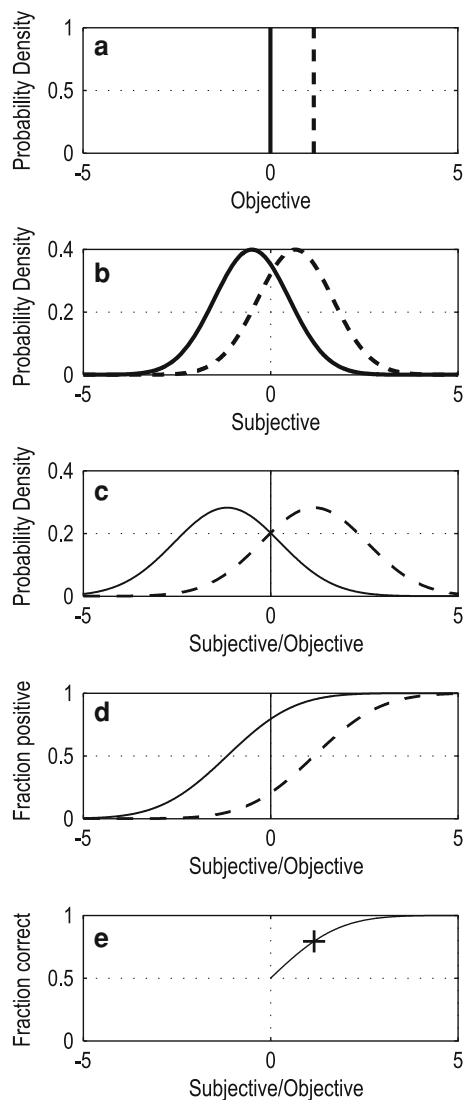 a
Probability Density
1
0.5
0
-5
0
5
Objective
b
Probability Density
0.4
0.2
0
-5
0
5
Subjective
c
Probability Density
0.4
0.2
0
-5
0
5
Subjective/Objective
d
Fraction positive
1
0.5
0
-5
0
5
Subjective/Objective
e
Fraction correct
1
0.5
0
-5
0
5
Subjective/Objective